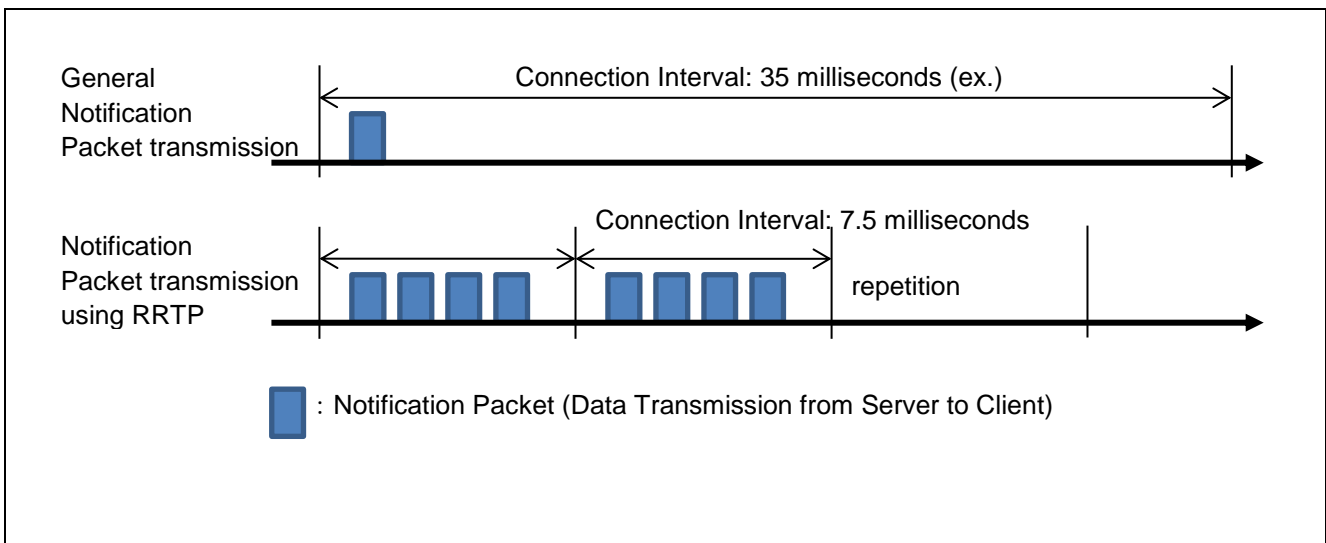 General
Notification
Packet transmission
Connection Interval: 35 milliseconds (ex.)
Notification
Packet transmission
using RRTP
Connection Interval: 7.5 milliseconds
repetition
: Notification Packet (Data Transmission from Server to Client)